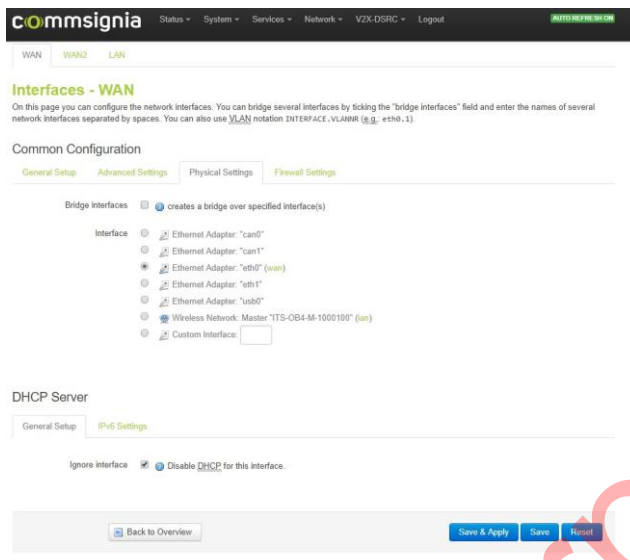 commsignia Status System Services Network V2X-DSRC Logout AUTO REFRESH ON
WAN WAN2 LAN
Interfaces - WAN
On this page you can configure the network interfaces. You can bridge several interfaces by ticking the "bridge interfaces" field and enter the names of several
network interfaces separated by spaces. You can also use VLAN notation INTERFACE.VLANNR (e.g.: eth0.1).
Common Configuration
General Setup Advanced Settings Physical Settings Firewall Settings
Bridge interfaces creates a bridge over specified interface(s)
Interface Ethernet Adapter: "can0"
Ethernet Adapter: "can1"
Ethernet Adapter: "eth0" (wan)
Ethernet Adapter: "eth1"
Ethernet Adapter: "usb0"
Wireless Network: Master "ITS-OB4-M-1000100" (lan)
Custom Interface:
DHCP Server
General Setup IPv6 Settings
Ignore interface Disable DHCP for this interface.
Back to Overview Save & Apply Save Reset